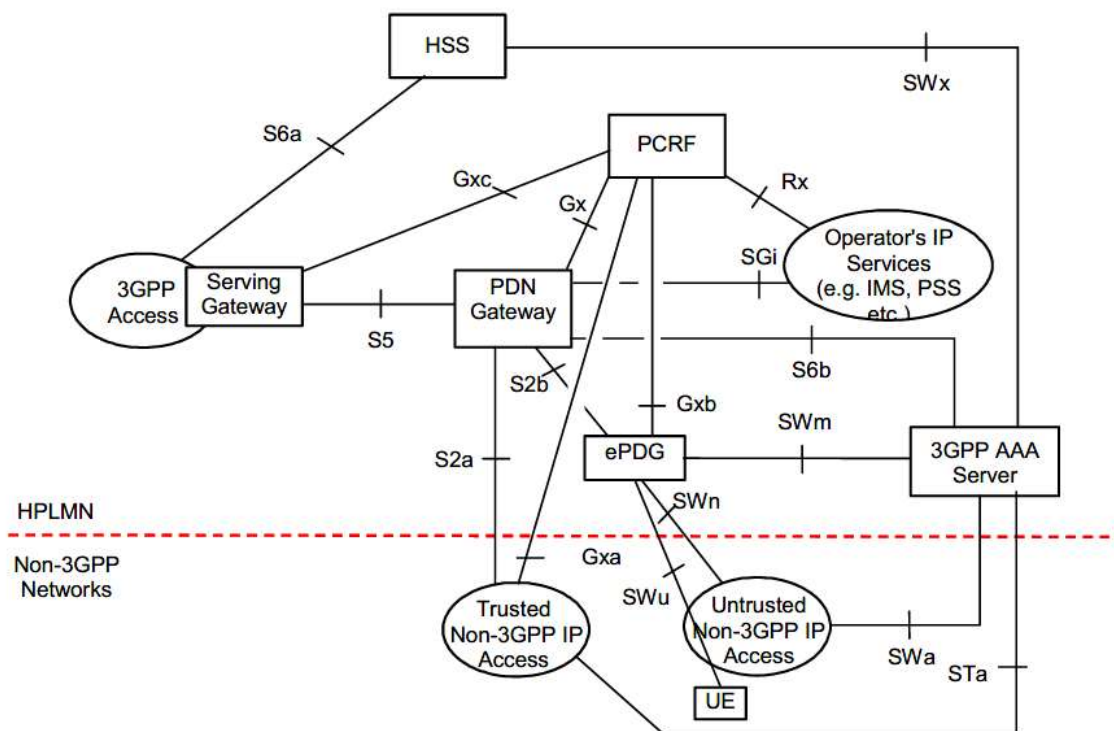 HSS
SWx
S6a
PCRF
Gxc
Gx
Rx
Operator's IP
Services
(e.g. IMS, PSS
etc.)
SGi
3GPP
Access
Serving
Gateway
PDN
Gateway
S5
S6b
S2b
Gxb
SWm
ePDG
3GPP AAA
Server
S2a
SWn
HPLMN
Non-3GPP
Networks
Gxa
SWu
Trusted
Non-3GPP IP
Access
Untrusted
Non-3GPP IP
Access
SWa
STa
UE